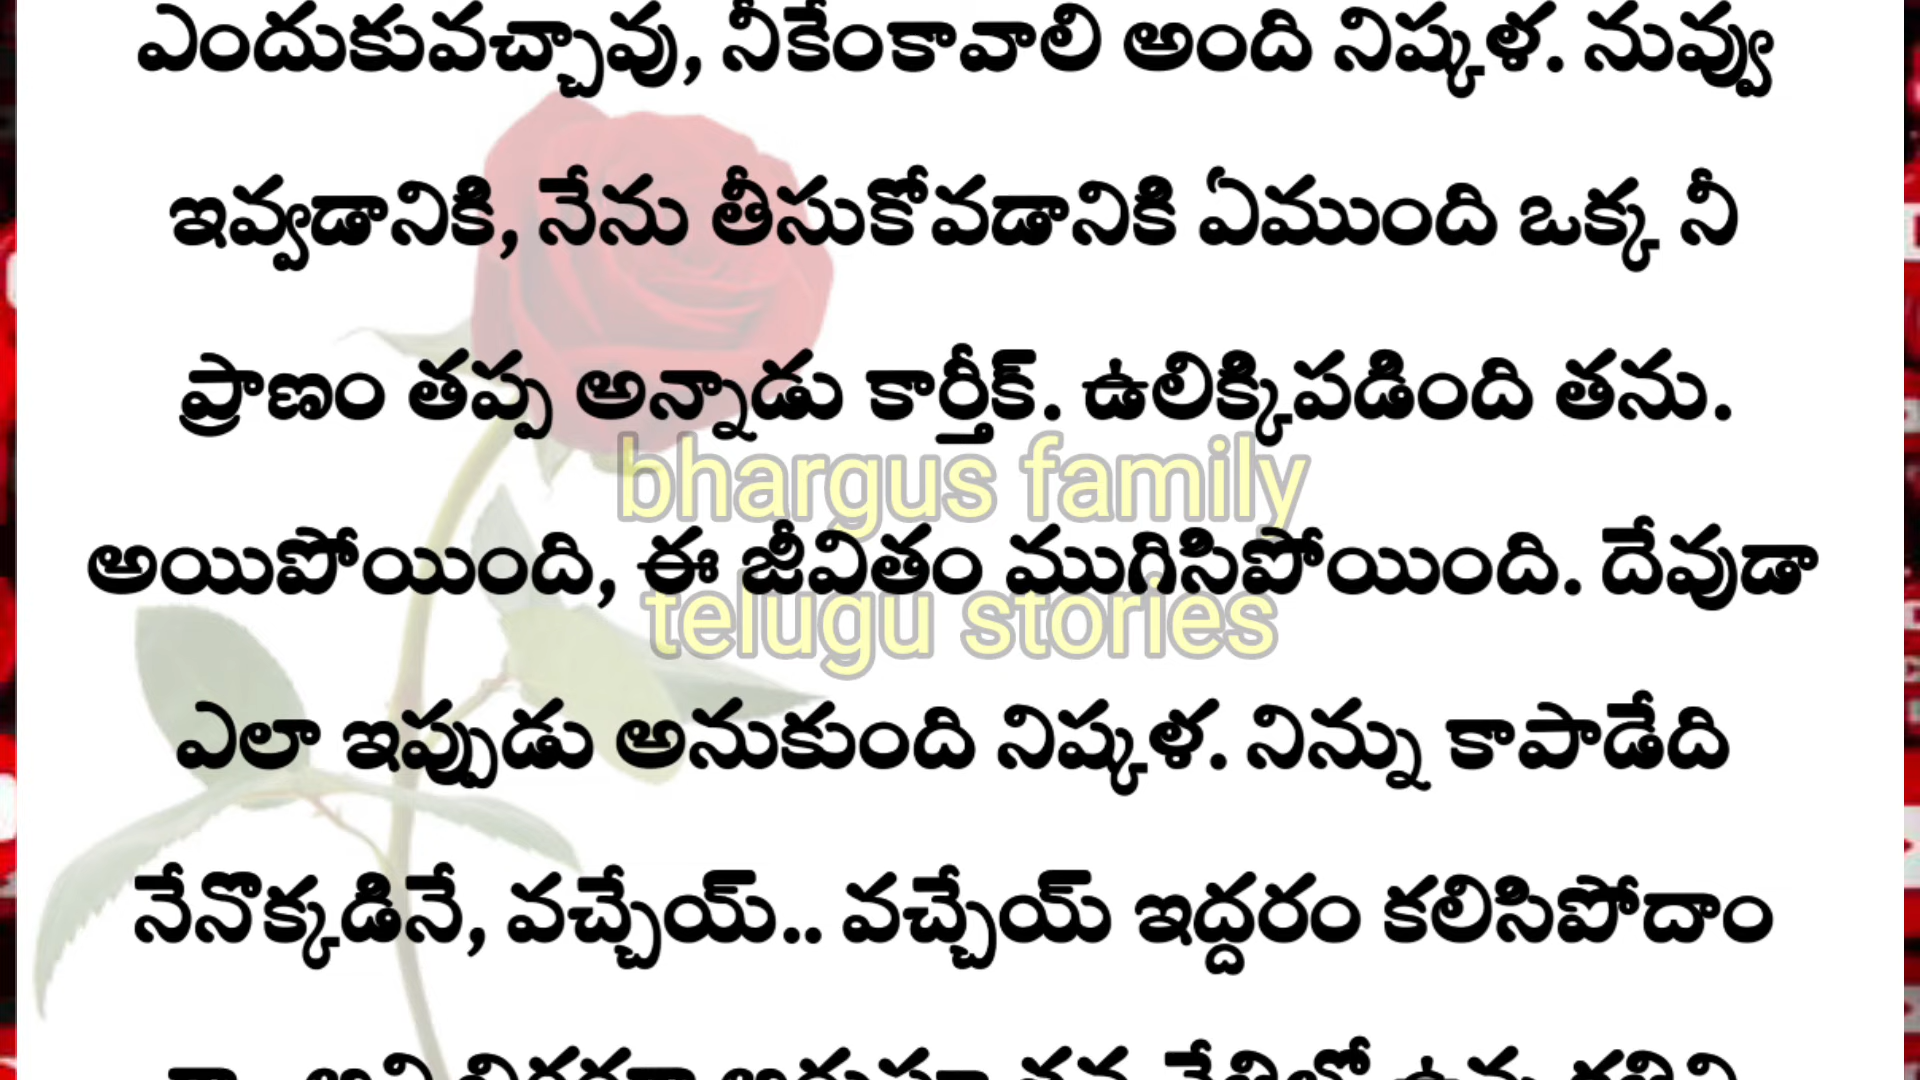 ఎందుకువచ్చావు, నీకేంకావాలి అంది నిష్కళ. నువ్వు
ఇవ్వడానికి, నేను తీసుకోవడానికి ఏముంది ఒక్క నీ
ప్రాణం తప్ప అన్నాడు కార్తీక్. ఉలిక్కిపడింది తను.
bhargus family
అయిపోయింది, ఈ జీవితం ముగిసిపోయింది. దేవుడా
telugu stories
ఎలా ఇప్పుడు అనుకుంది నిష్కళ. నిన్ను కాపాడేది
నేనొక్కడినే, వచ్చేయ్.. వచ్చేయ్ ఇద్దరం కలిసిపోదాం